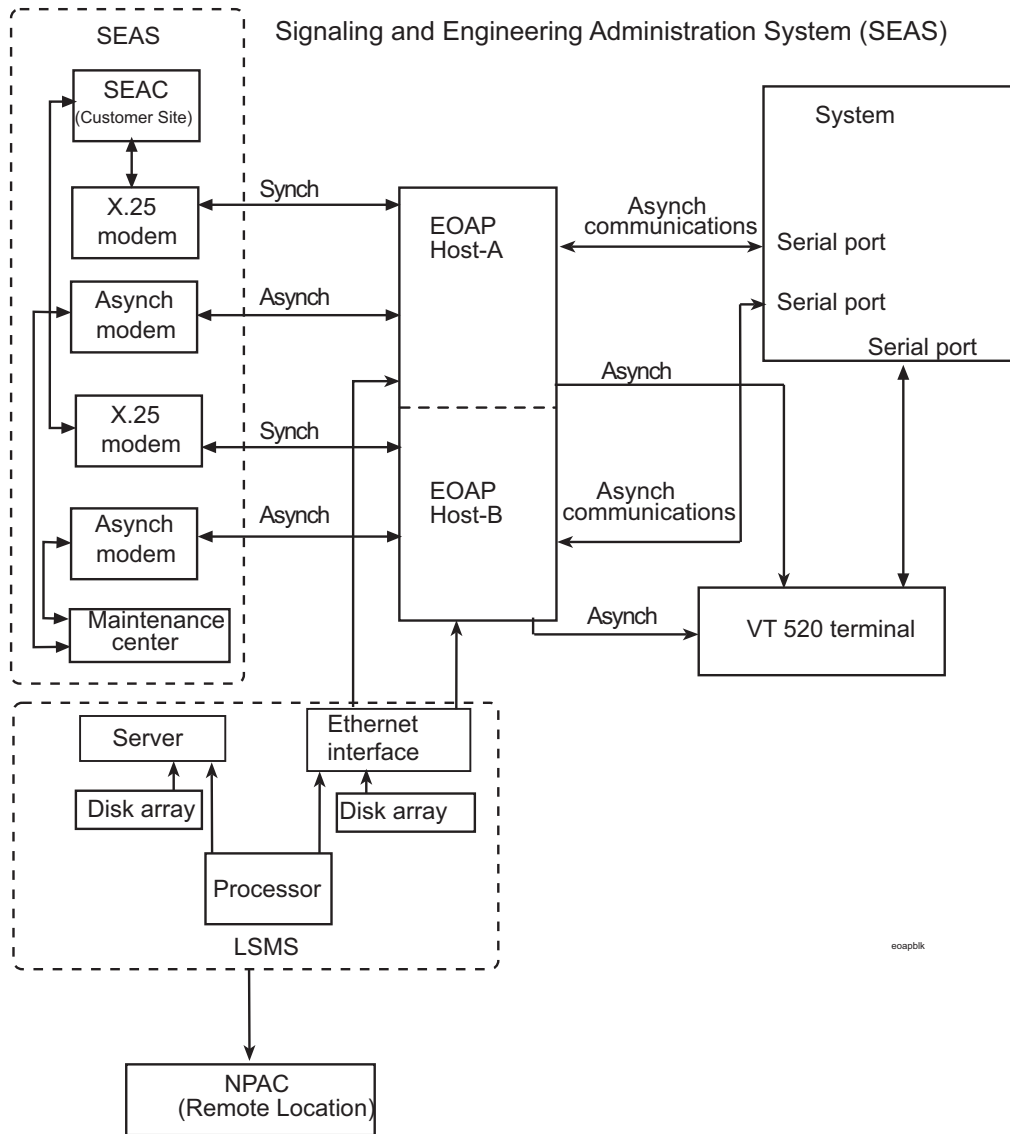 SEAS
Signaling and Engineering Administration System (SEAS)
SEAC
(Customer Site)
System
X.25
modem
Synch
EOAP
Host-A
Asynch
communications
Serial port
Asynch
modem
Asynch
Serial port
Serial port
Asynch
X.25
modem
Synch
EOAP
Host-B
Asynch
communications
Asynch
modem
Asynch
Maintenance
center
Asynch
VT 520 terminal
Server
Ethernet
interface
Disk array
Disk array
Processor
LSMS
eoapblk
NPAC
(Remote Location)